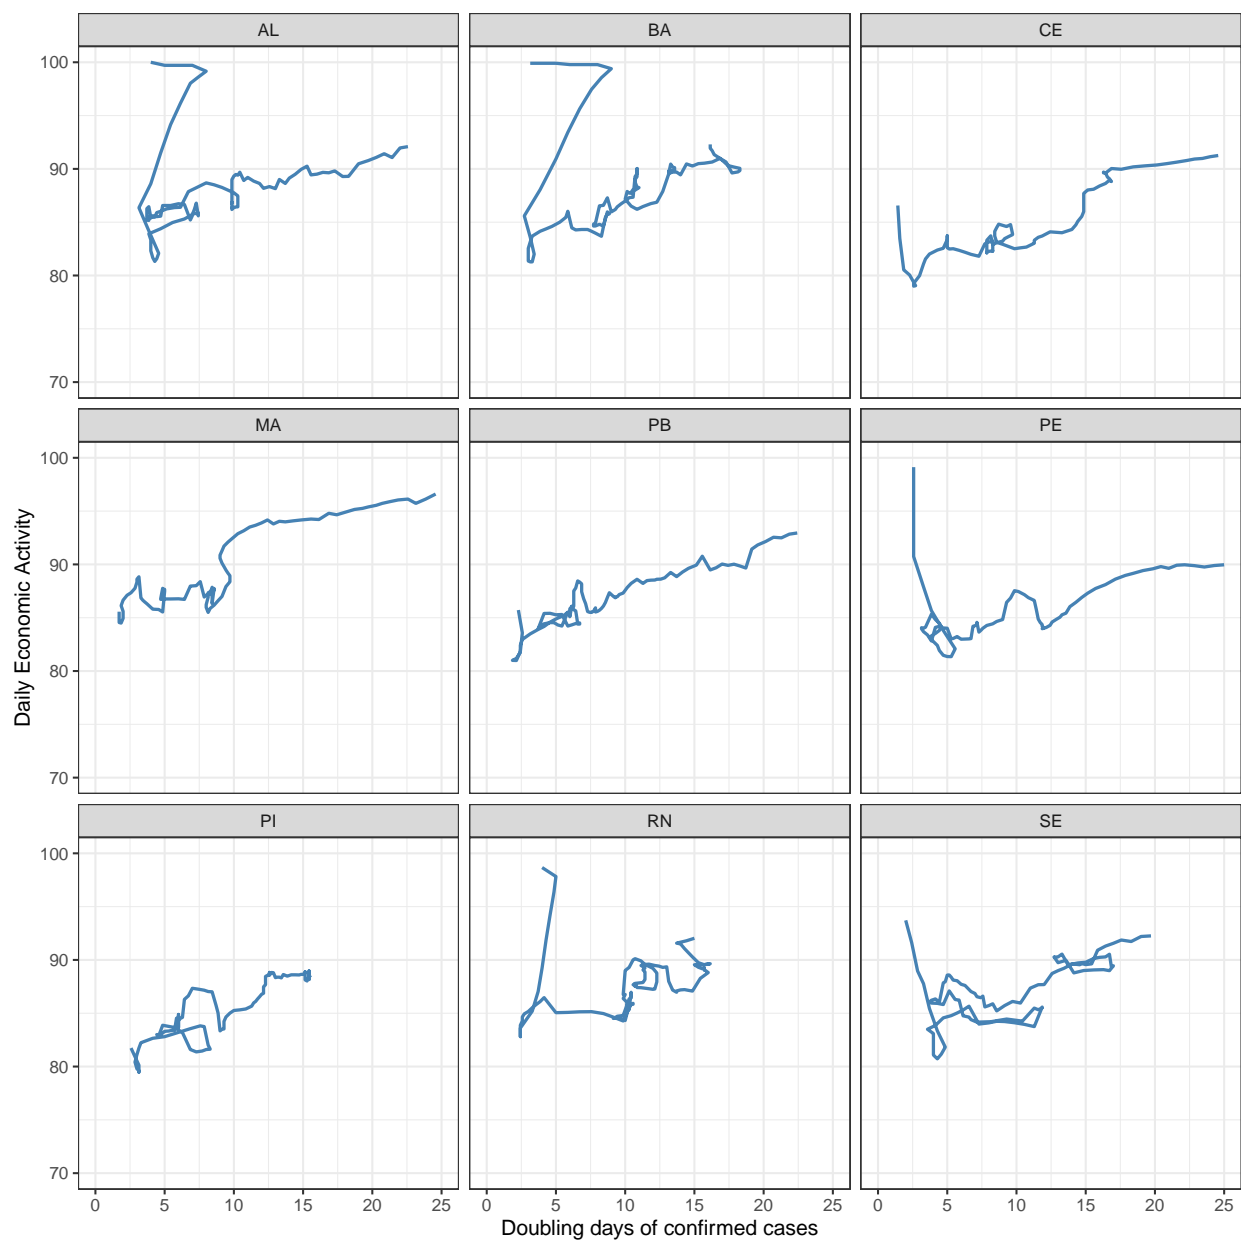 AL BA CE
100
90
80
70
MA PB PE
100
90
80
70
Daily Economic Activity
PI RN SE
100
90
80
70
0 5 10 15 20 25 0 5 10 15 20 25 0 5 10 15 20 25
Doubling days of confirmed cases